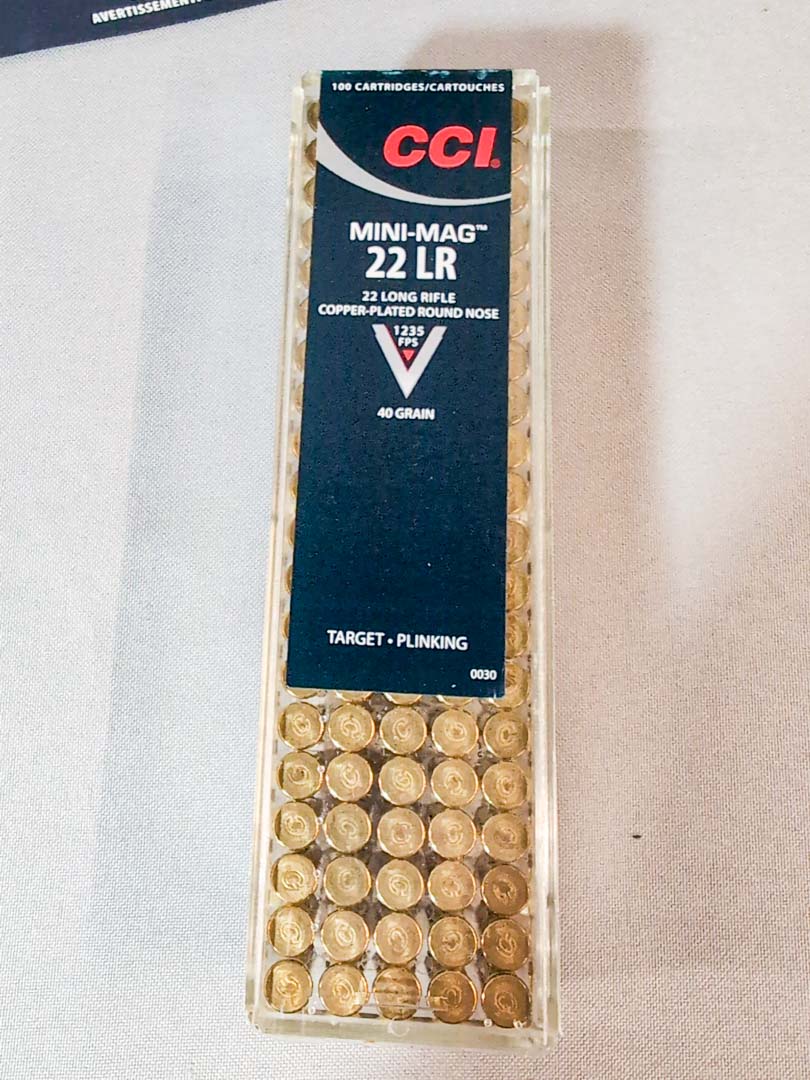 AVERTISSEMENT
100 CARTRIDGES/CARTOUCHES
CCI®
MINI-MAG™
22 LR
22 LONG RIFLE
COPPER-PLATED ROUND NOSE
1235
FPS
40 GRAIN
TARGET • PLINKING
0030